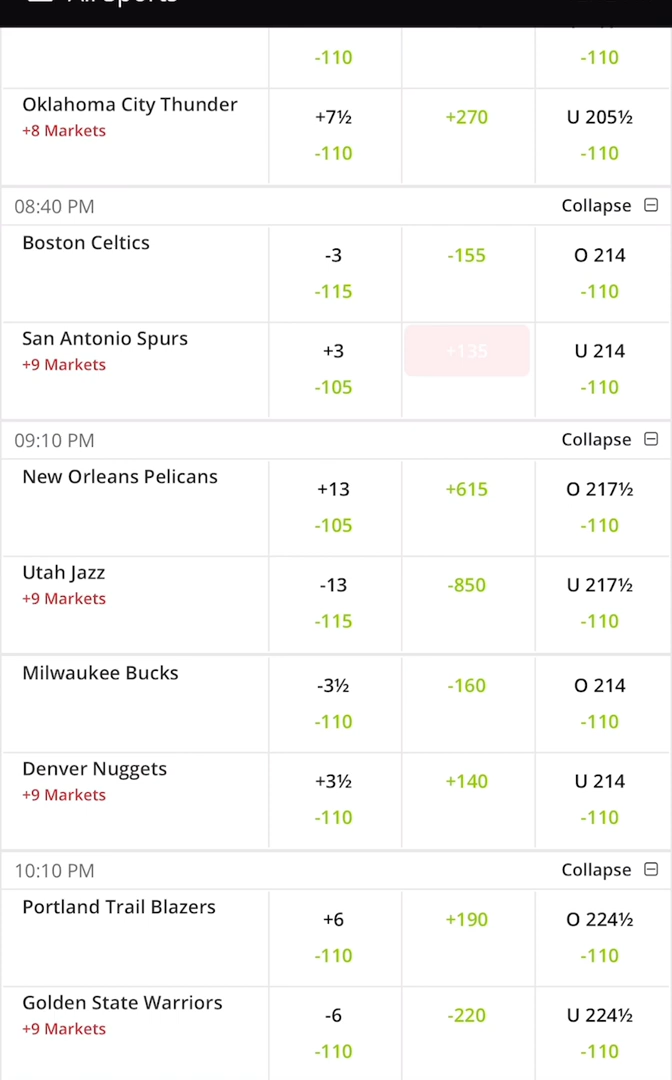 All Sports
-110 -110
Oklahoma City Thunder +7½ +270 U 205½
+8 Markets -110 -110
08:40 PM Collapse
Boston Celtics -3 -155 O 214
-115 -110
San Antonio Spurs +3 +135 U 214
+9 Markets -105 -110
09:10 PM Collapse
New Orleans Pelicans +13 +615 O 217½
-105 -110
Utah Jazz -13 -850 U 217½
+9 Markets -115 -110
Milwaukee Bucks -3½ -160 O 214
-110 -110
Denver Nuggets +3½ +140 U 214
+9 Markets -110 -110
10:10 PM Collapse
Portland Trail Blazers +6 +190 O 224½
-110 -110
Golden State Warriors -6 -220 U 224½
+9 Markets -110 -110